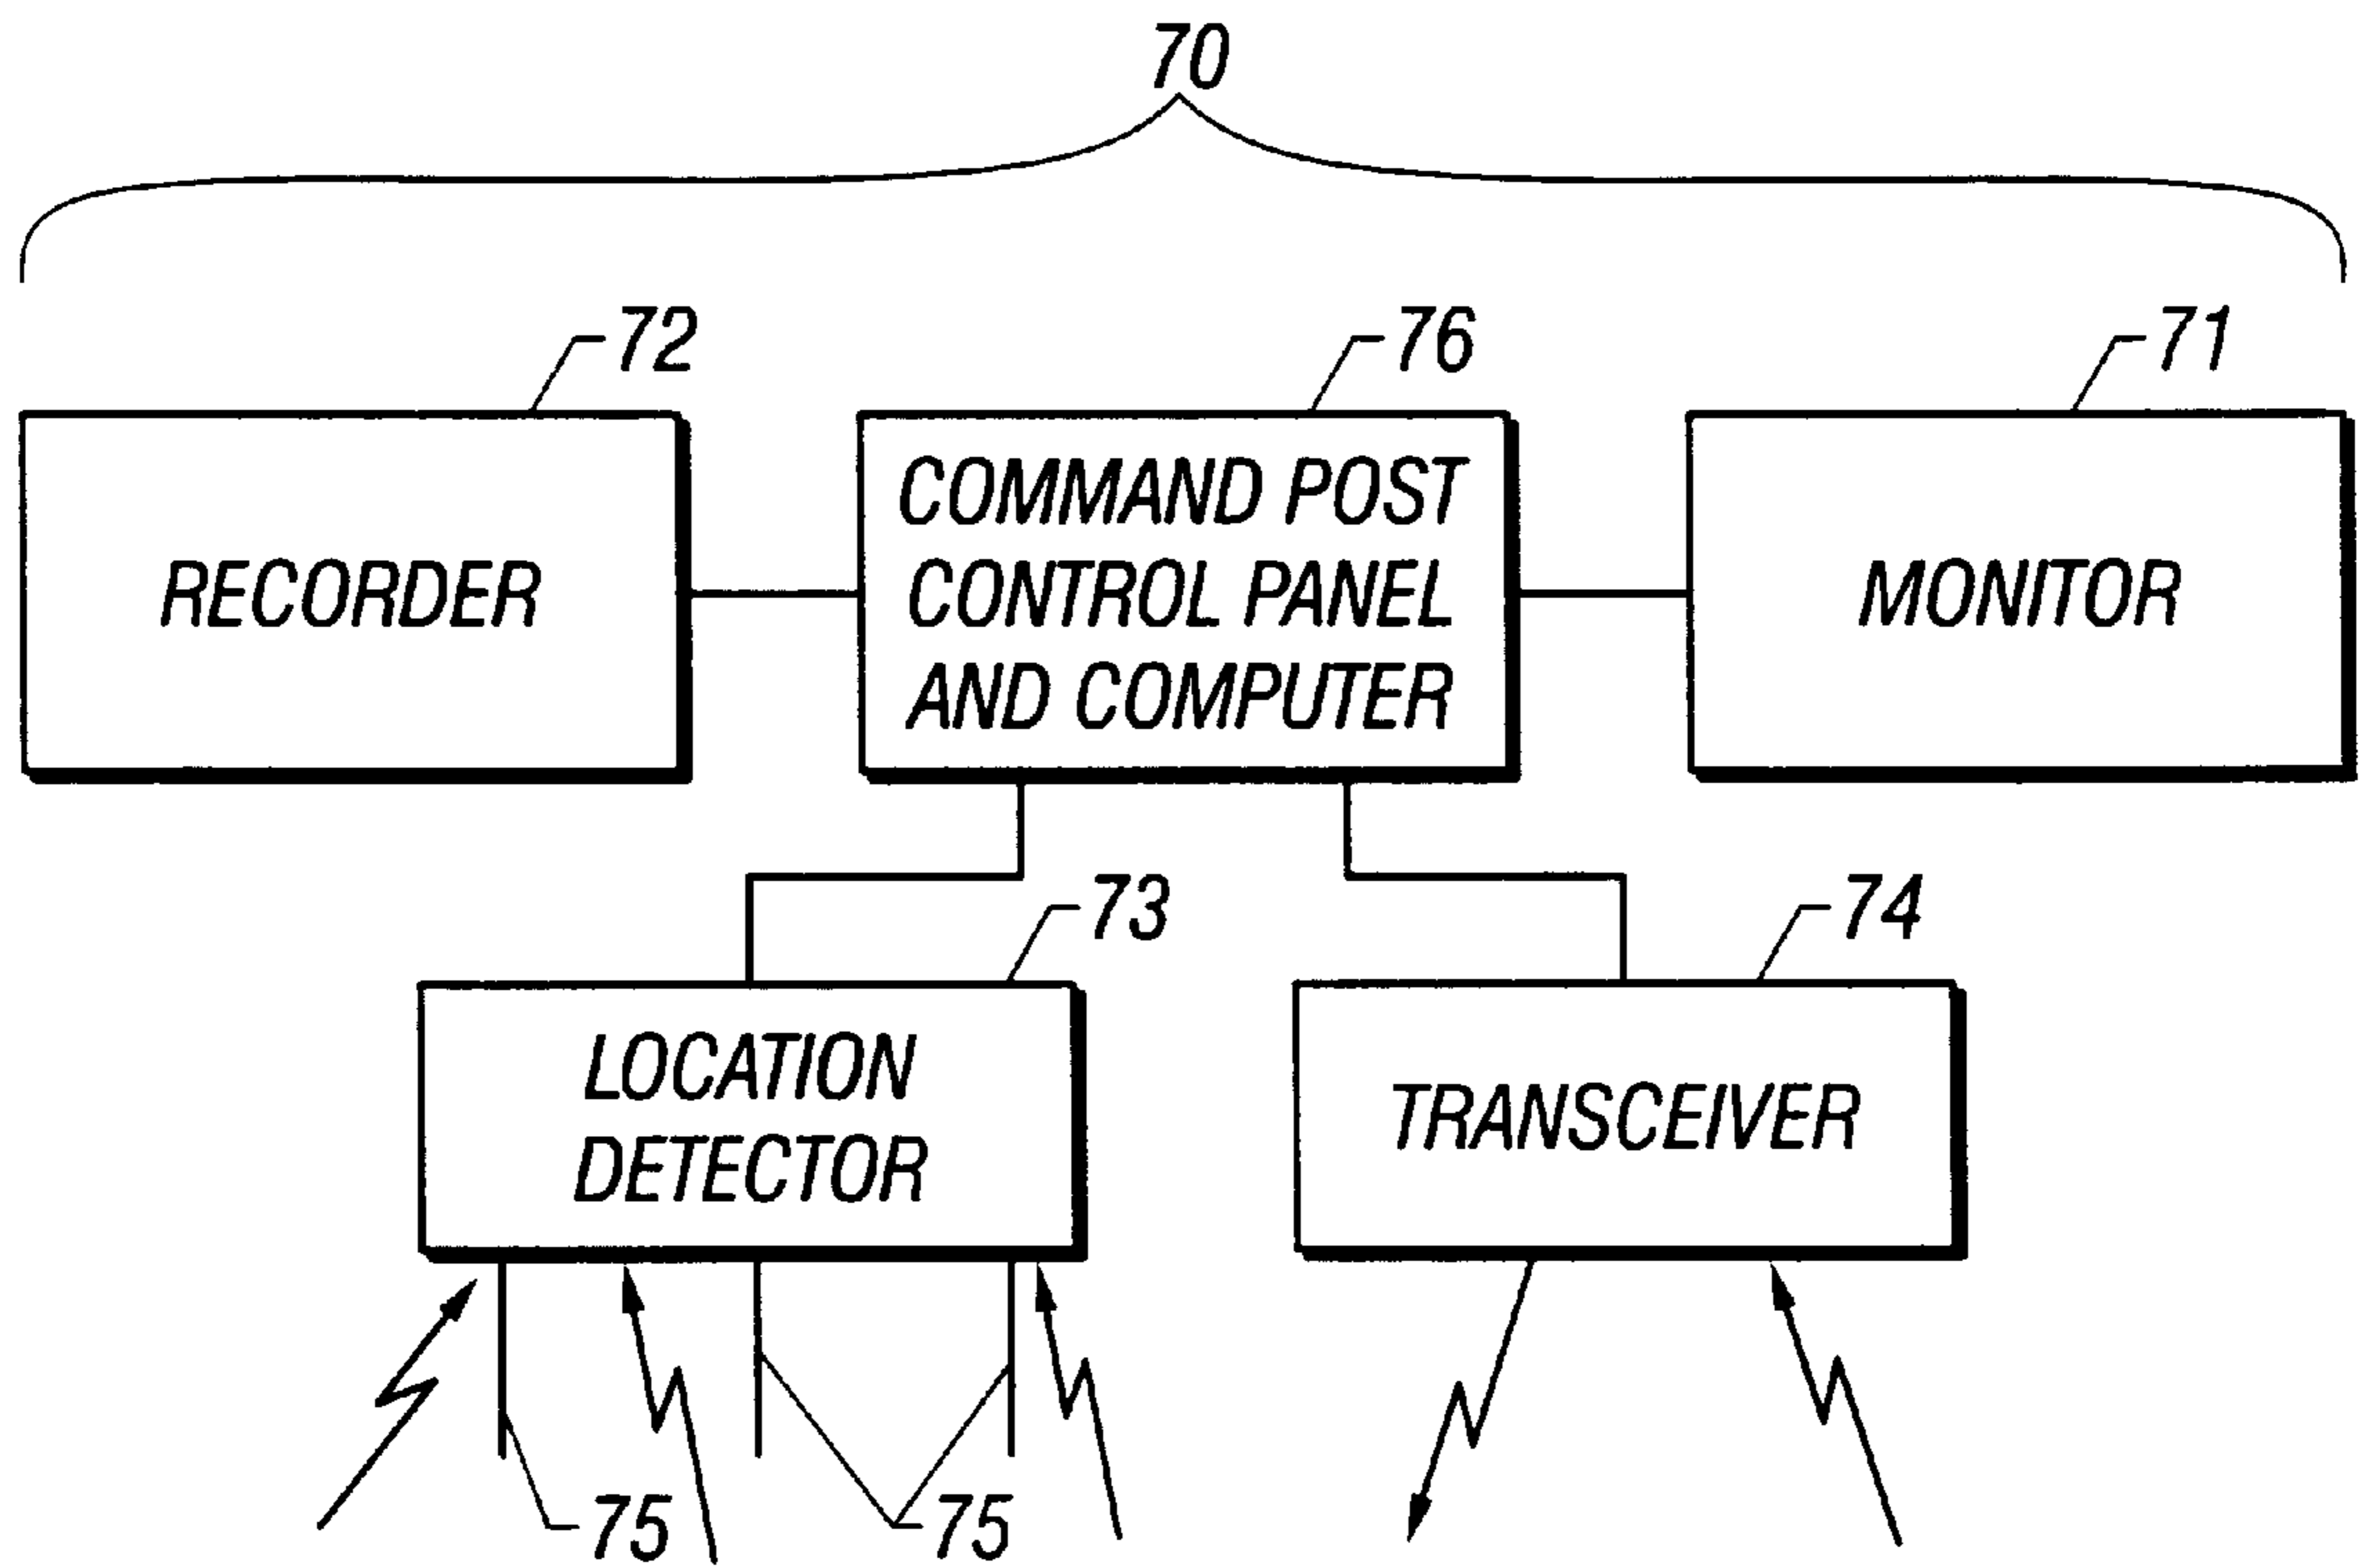 70
72
76
71
RECORDER
COMMAND POST
CONTROL PANEL
AND COMPUTER
MONITOR
73
74
LOCATION
DETECTOR
TRANSCEIVER
75
75